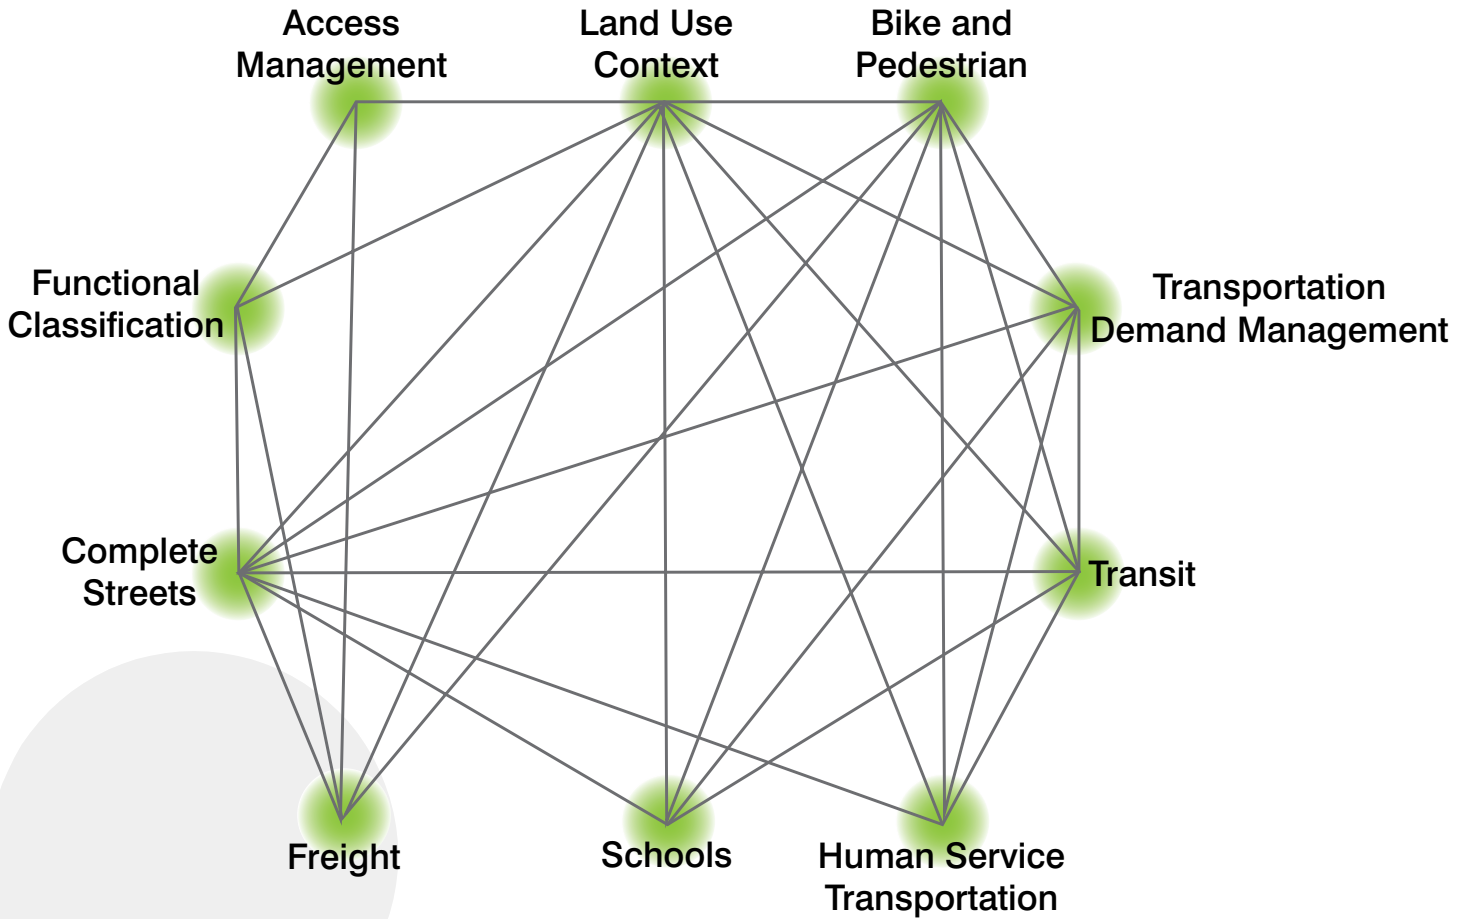 Access
Management
Land Use
Context
Bike and
Pedestrian
Functional
Classification
Transportation
Demand Management
Complete
Streets
Transit
Freight
Schools
Human Service
Transportation